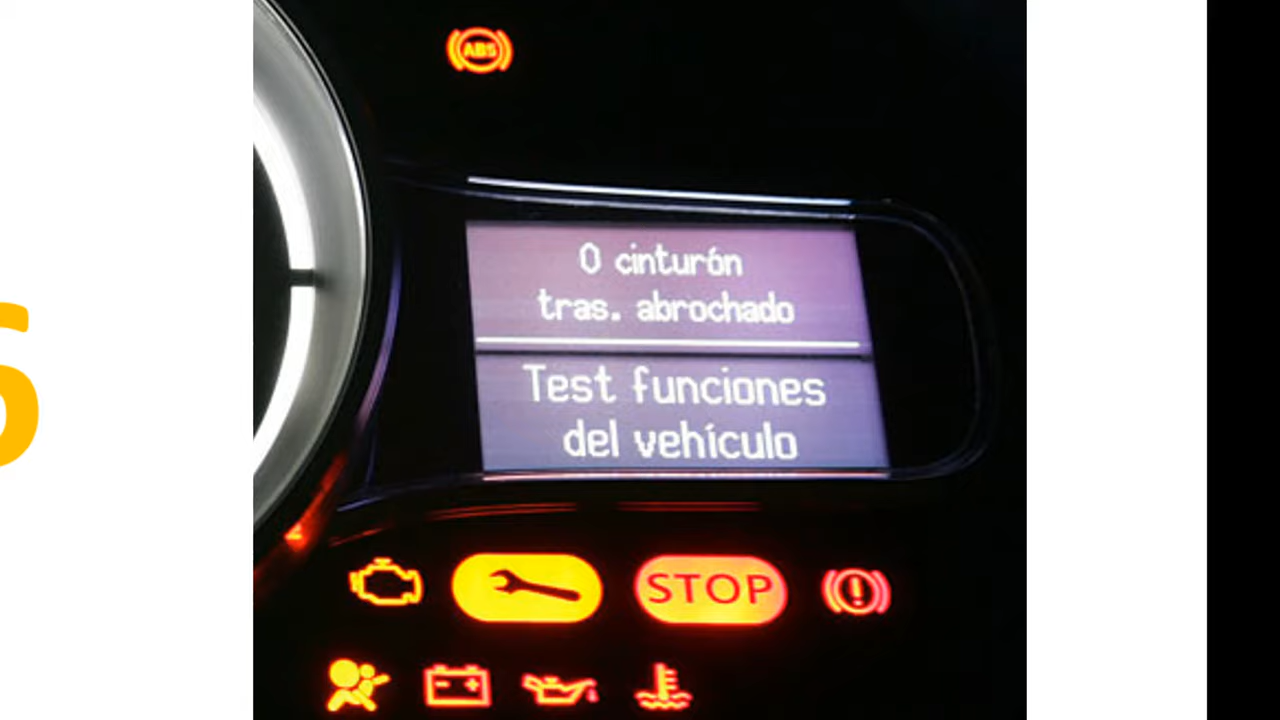 ABS
0 cinturón
tras. abrochado
Test funciones
del vehículo
STOP